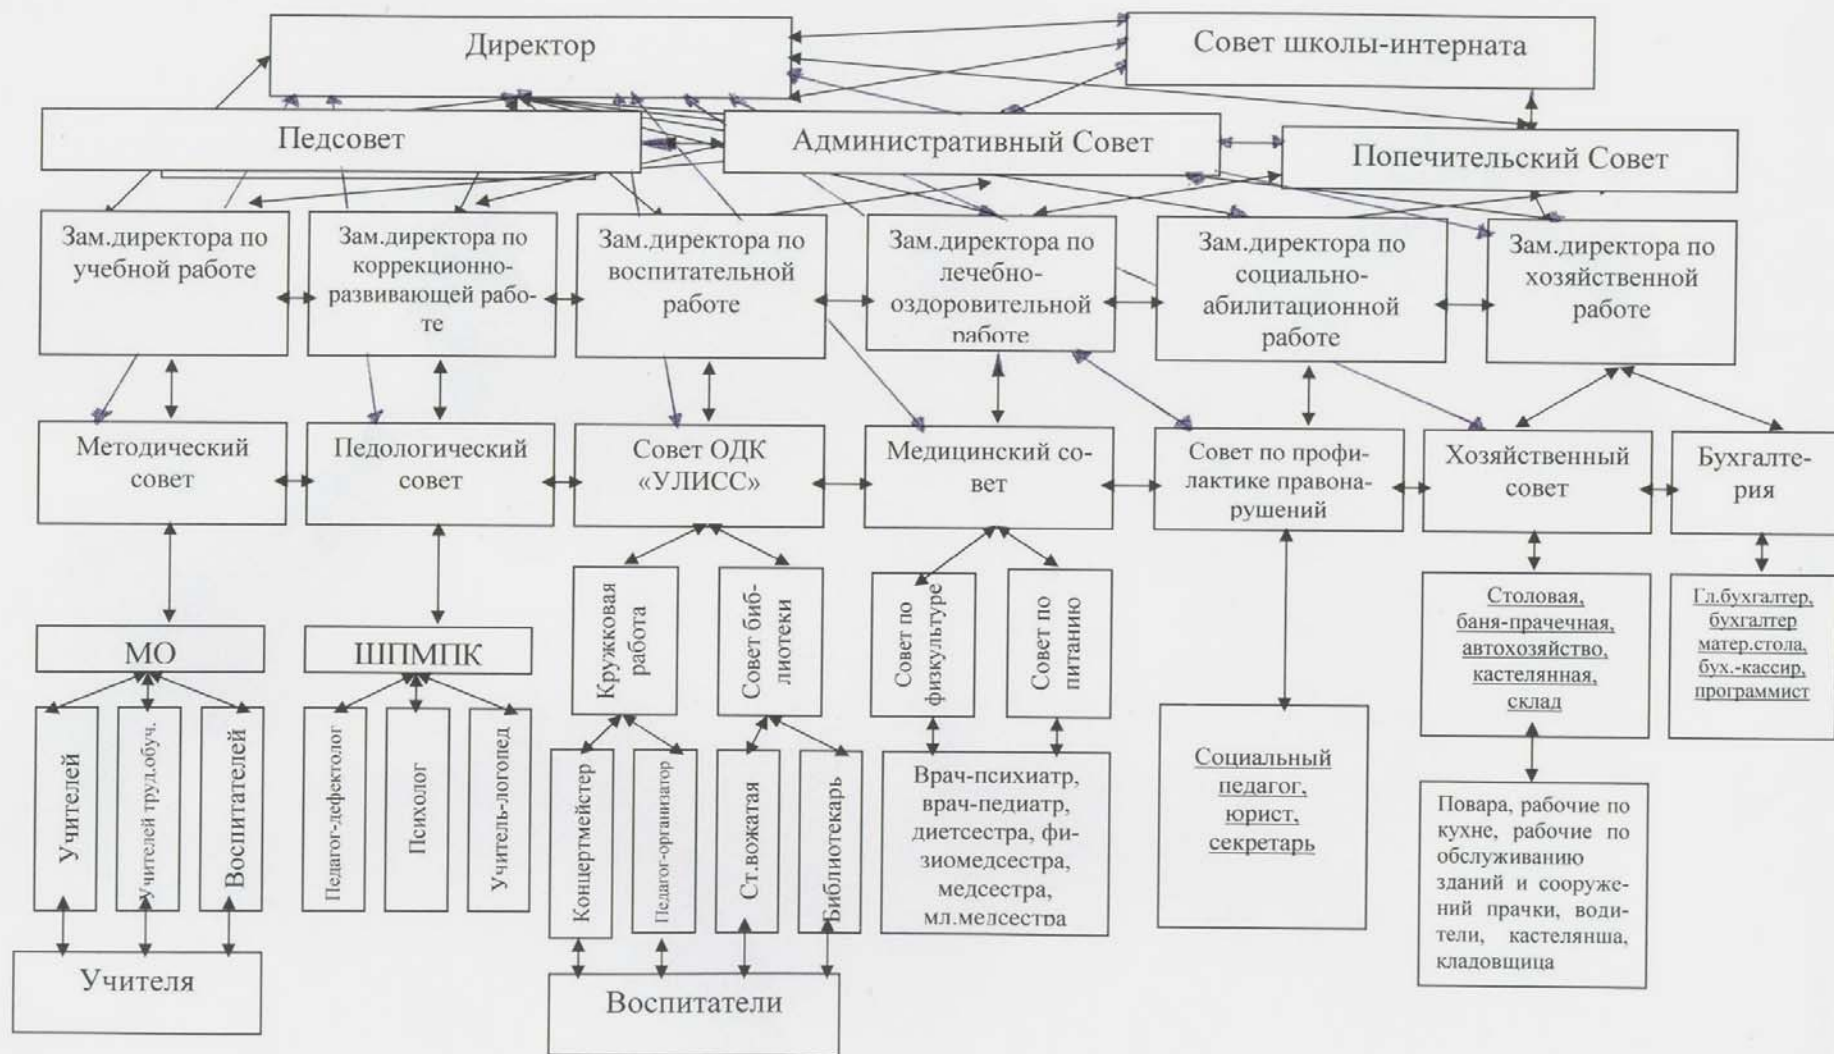 Директор
Совет школы-интерната
Педсовет
Административный Совет
Попечительский Совет
Зам.директора по
учебной работе
Зам.директора по
коррекционно-
развивающей рабо-
те
Зам.директора по
воспитательной
работе
Зам.директора по
лечебно-
оздоровительной
работе
Зам.директора по
социально-
абилитационной
работе
Зам.директора по
хозяйственной
работе
Методический
совет
Педологический
совет
Совет ОДК
«УЛИСС»
Медицинский со-
вет
Совет по профи-
лактике правона-
рушений
Хозяйственный
совет
Бухгалте-
рия
МО
ШПМПК
Кружковая
работа
Совет биб-
лиотеки
Совет по
физкультуре
Совет по
питанию
Столовая,
баня-прачечная,
автохозяйство,
кастелянная,
склад
Гл.бухгалтер,
бухгалтер
матер.стола,
бух.-кассир,
программист
Учителей
Учителей труд.обуч.
Воспитателей
Педагог-дефектолог
Психолог
Учитель-логопед
Концертмейстер
Педагог-организатор
Ст.вожатая
Библиотекарь
Врач-психиатр,
врач-педиатр,
диетсестра, фи-
зиомедсестра,
медсестра,
мл.медсестра
Социальный
педагог,
юрист,
секретарь
Повара, рабочие по
кухне, рабочие по
обслуживанию
зданий и сооруже-
ний прачки, води-
тели, кастелянша,
кладовщица
Учителя
Воспитатели